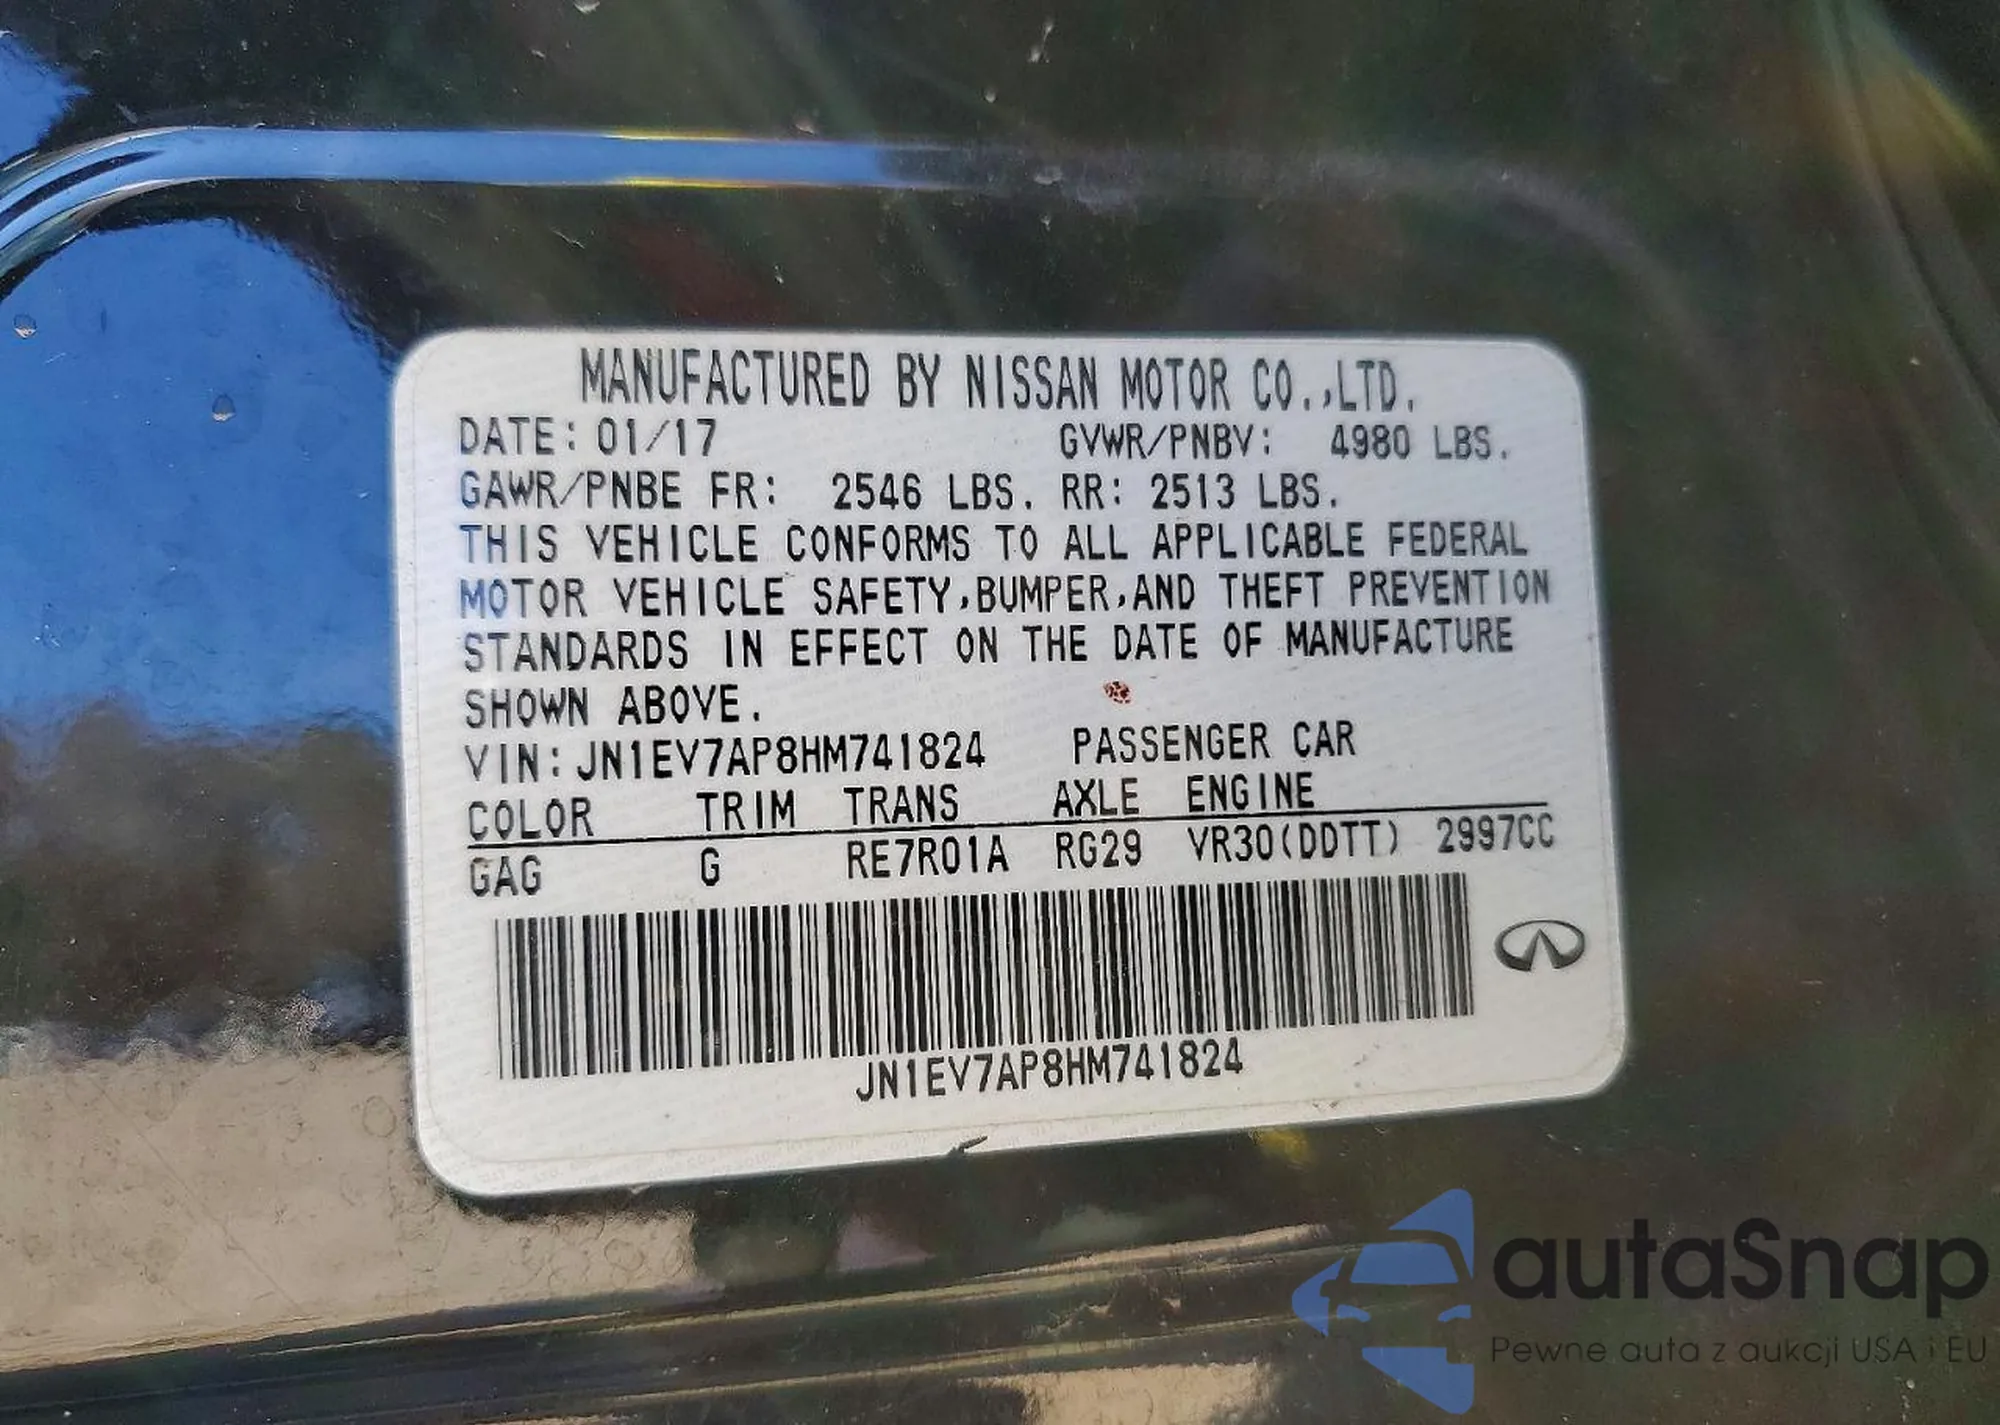 MANUFACTURED BY NISSAN MOTOR CO.,LTD.
DATE: 01/17 GVWR/PNBV: 4980 LBS.
GAWR/PNBE FR: 2546 LBS. RR: 2513 LBS.
THIS VEHICLE CONFORMS TO ALL APPLICABLE FEDERAL
MOTOR VEHICLE SAFETY,BUMPER,AND THEFT PREVENTION
STANDARDS IN EFFECT ON THE DATE OF MANUFACTURE
SHOWN ABOVE.
VIN: JN1EV7AP8HM741824 PASSENGER CAR
COLOR TRIM TRANS AXLE ENGINE
GAG G RE7R01A RG29 VR30(DDTT) 2997CC
JN1EV7AP8HM741824
autaSnap
Pewne auta z aukcji USA i EU